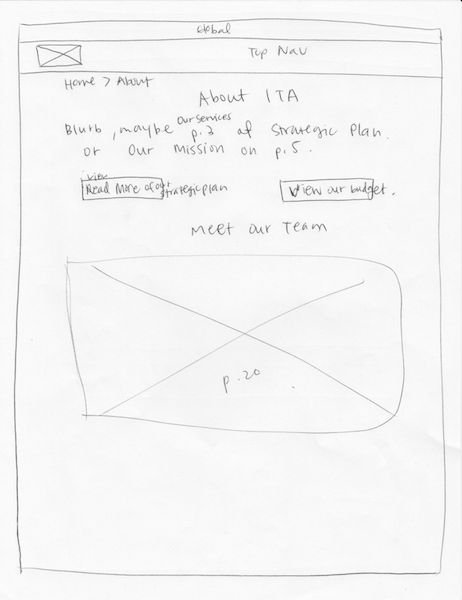 Global
Top Nav
Home > About
About ITA
Our Services
Blurb, maybe p.2 of Strategic Plan.
or Our Mission on p.5.
view
Read More of our strategic plan
View our budget.
Meet Our Team
p.20